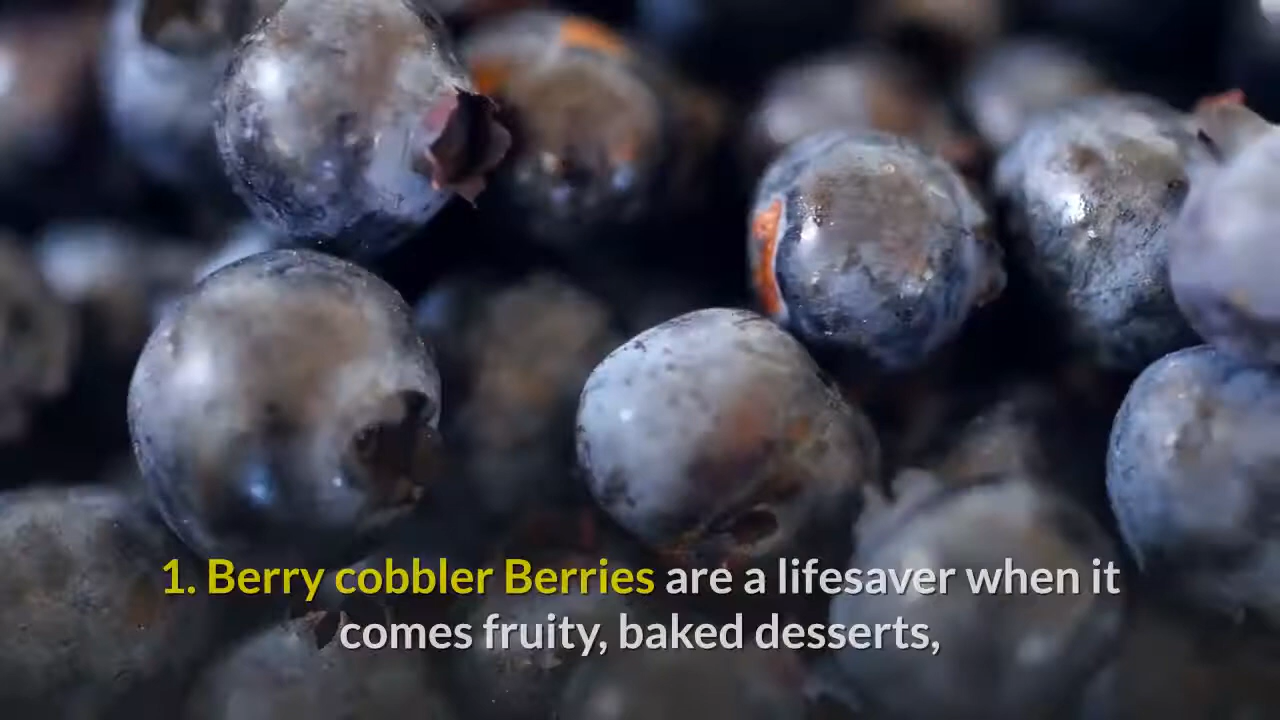 1. Berry cobbler Berries are a lifesaver when it
comes fruity, baked desserts,